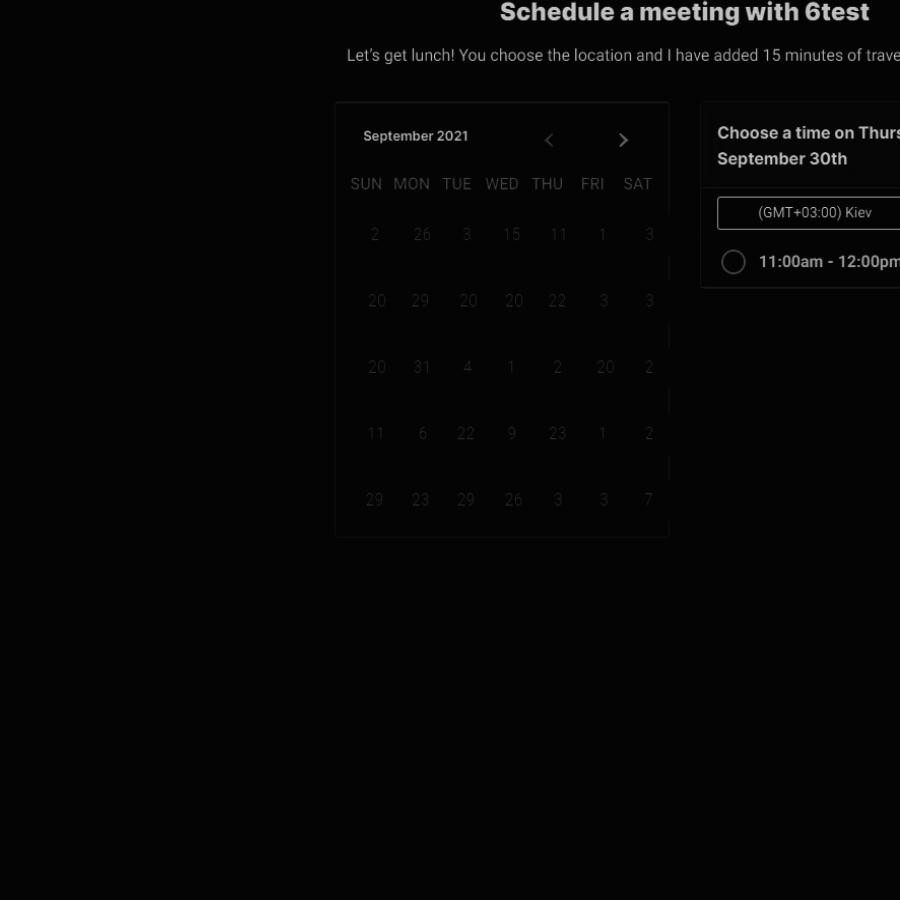 Schedule a meeting with 6test
Let's get lunch! You choose the location and I have added 15 minutes of trave
September 2021
SUN MON TUE WED THU FRI SAT
2 26 3 15 11 1 3
20 29 20 20 22 3 3
20 31 4 1 2 20 2
11 6 22 9 23 1 2
29 23 29 26 3 3 7
Choose a time on Thurs
September 30th
(GMT+03:00) Kiev
11:00am - 12:00pm